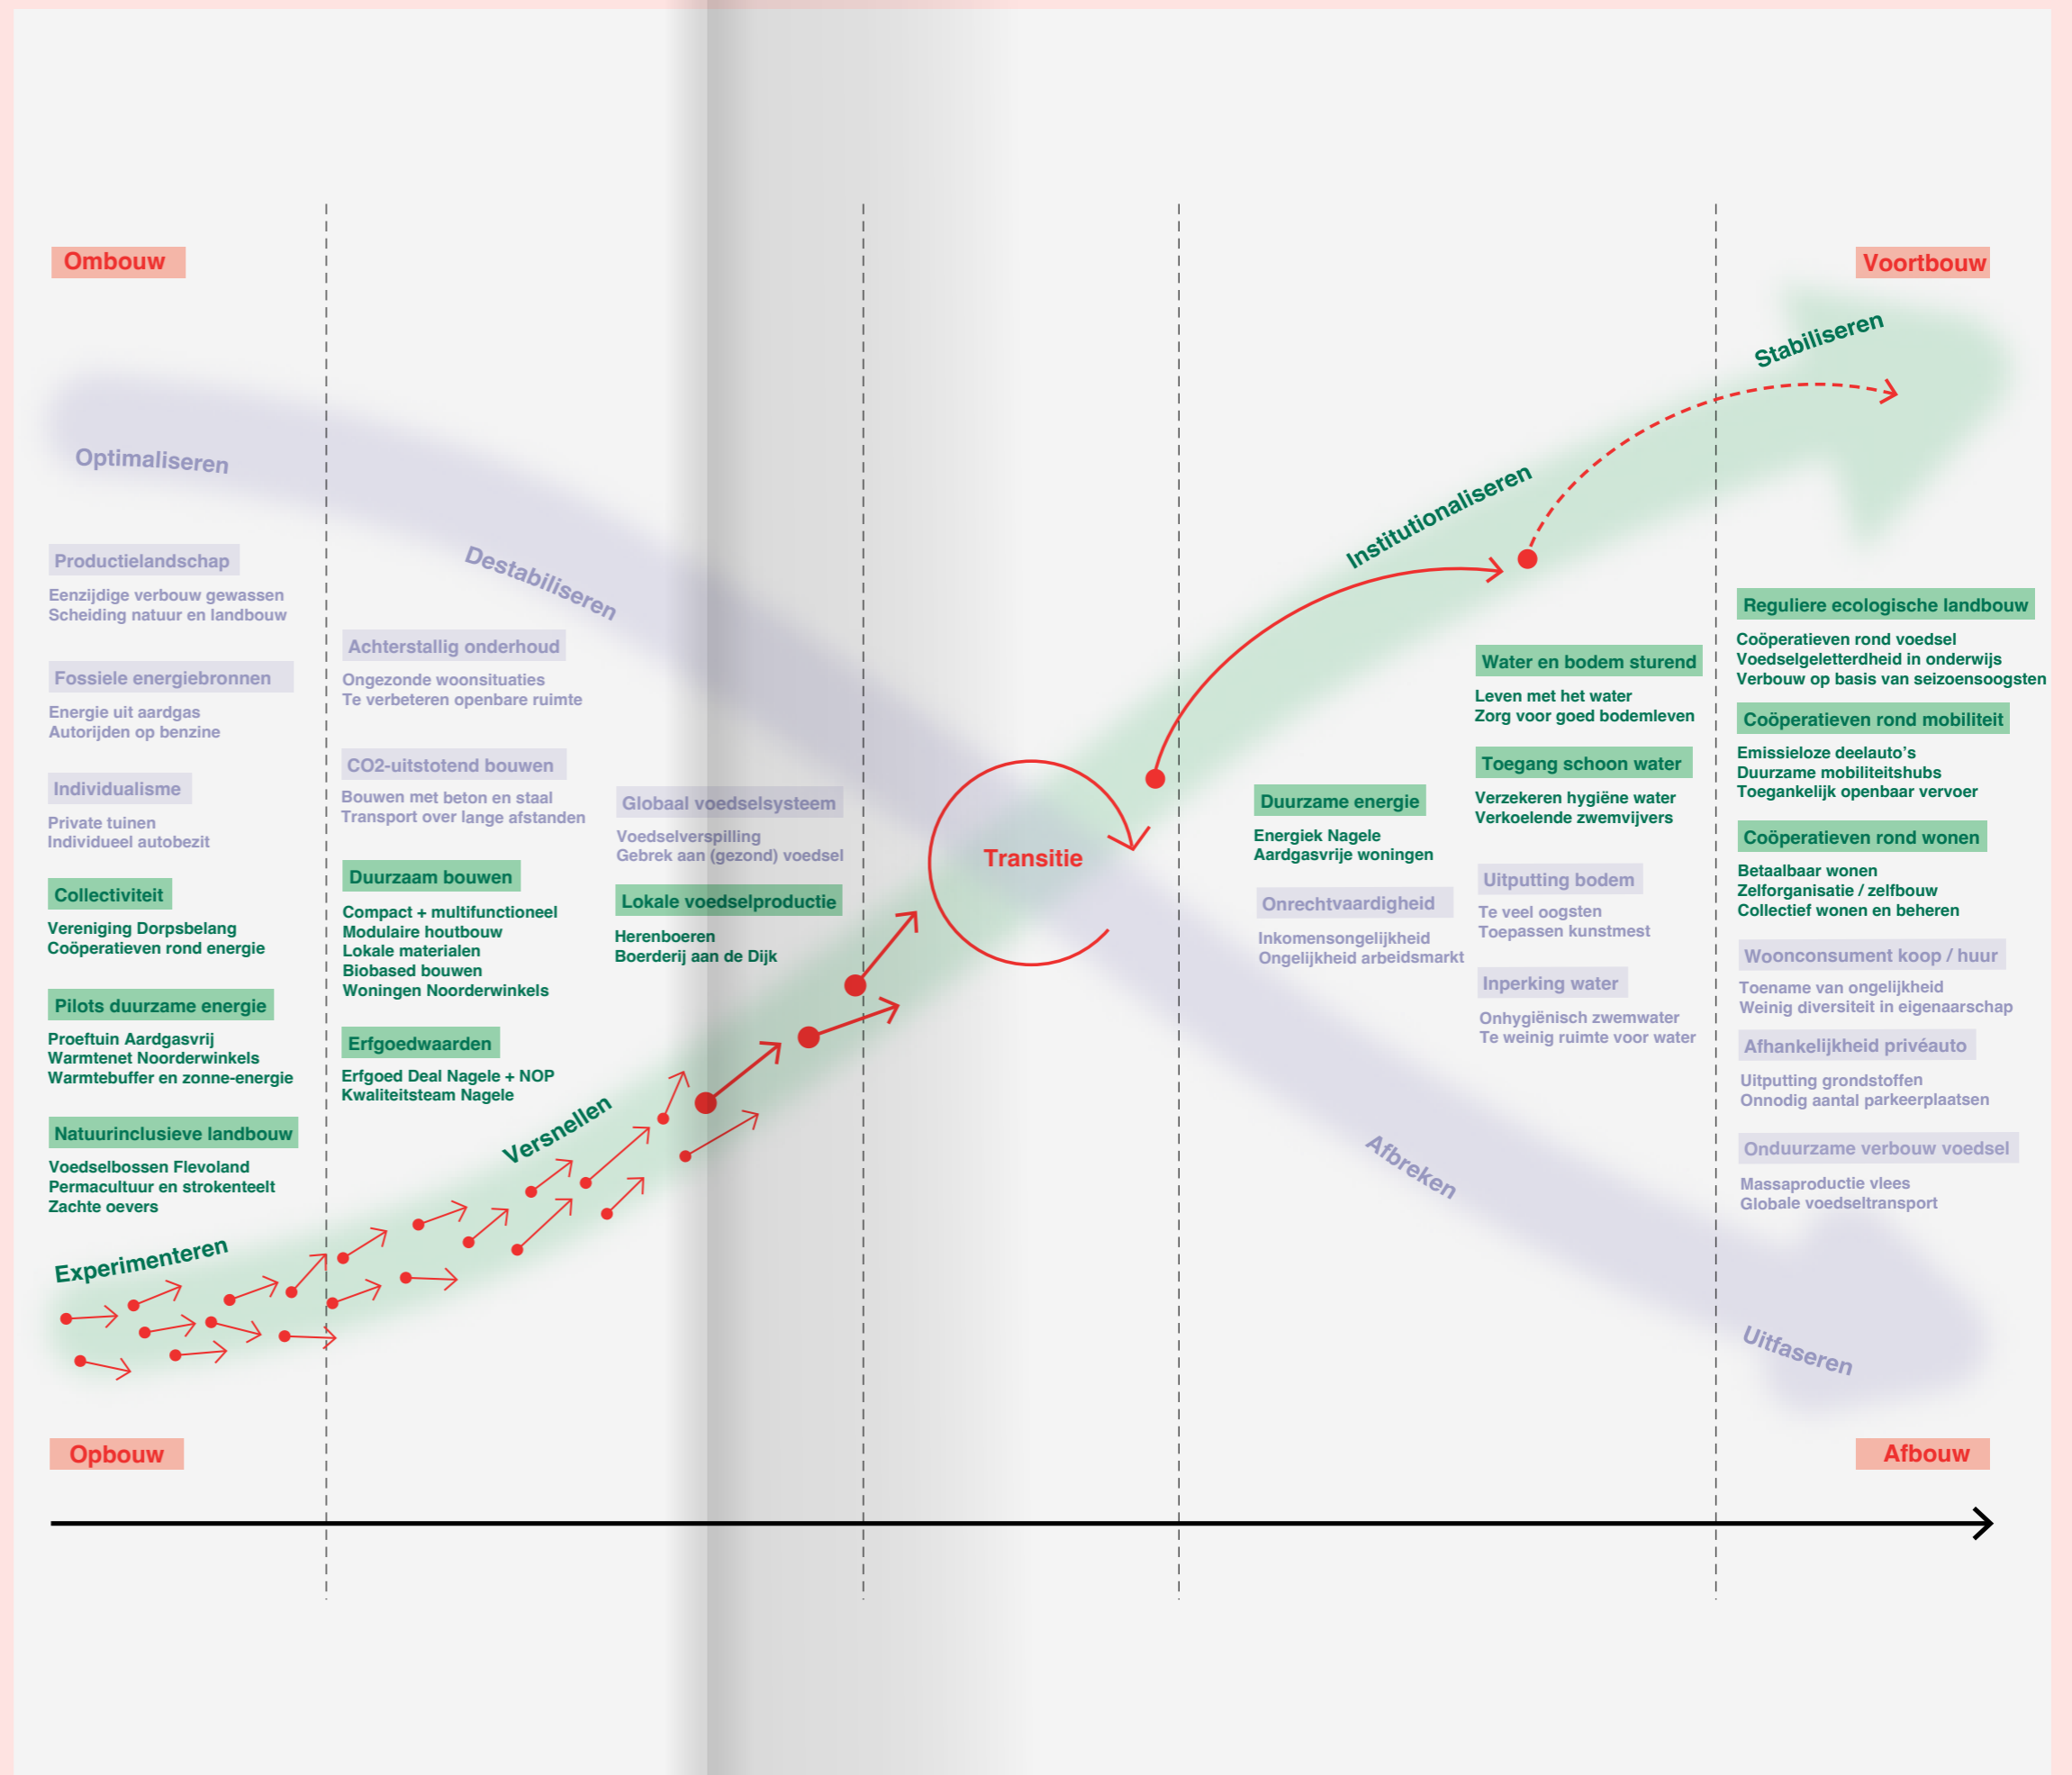 Ombouw
Voortbouw
Optimaliseren
Destabiliseren
Institutionaliseren
Stabiliseren
Productielandschap
Eenzijdige verbouw gewassen
Scheiding natuur en landbouw
Fossiele energiebronnen
Energie uit aardgas
Autorijden op benzine
Individualisme
Private tuinen
Individueel autobezit
Collectiviteit
Vereniging Dorpsbelang
Coöperatieven rond energie
Pilots duurzame energie
Proeftuin Aardgasvrij
Warmtenet Noorderwinkels
Warmtebuffer en zonne-energie
Natuurinclusieve landbouw
Voedselbossen Flevoland
Permacultuur en strokenteelt
Zachte oevers
Experimenteren
Achterstallig onderhoud
Ongezonde woonsituaties
Te verbeteren openbare ruimte
CO2-uitstotend bouwen
Bouwen met beton en staal
Transport over lange afstanden
Duurzaam bouwen
Compact + multifunctioneel
Modulaire houtbouw
Lokale materialen
Biobased bouwen
Woningen Noorderwinkels
Erfgoedwaarden
Erfgoed Deal Nagele + NOP
Kwaliteitsteam Nagele
Versnellen
Globaal voedselsysteem
Voedselverspilling
Gebrek aan (gezond) voedsel
Lokale voedselproductie
Herenboeren
Boerderij aan de Dijk
Transitie
Duurzame energie
Energiek Nagele
Aardgasvrije woningen
Onrechtvaardigheid
Inkomensongelijkheid
Ongelijkheid arbeidsmarkt
Water en bodem sturend
Leven met het water
Zorg voor goed bodemleven
Toegang schoon water
Verzekeren hygiëne water
Verkoelende zwemvijvers
Uitputting bodem
Te veel oogsten
Toepassen kunstmest
Inperking water
Onhygiënisch zwemwater
Te weinig ruimte voor water
Afbreken
Reguliere ecologische landbouw
Coöperatieven rond voedsel
Voedselgeletterdheid in onderwijs
Verbouw op basis van seizoensoogsten
Coöperatieven rond mobiliteit
Emissieloze deelauto’s
Duurzame mobiliteitshubs
Toegankelijk openbaar vervoer
Coöperatieven rond wonen
Betaalbaar wonen
Zelforganisatie / zelfbouw
Collectief wonen en beheren
Woonconsument koop / huur
Toename van ongelijkheid
Weinig diversiteit in eigenaarschap
Afhankelijkheid privéauto
Uitputting grondstoffen
Onnodig aantal parkeerplaatsen
Onduurzame verbouw voedsel
Massaproductie vlees
Globale voedseltransport
Uitfaseren
Opbouw
Afbouw